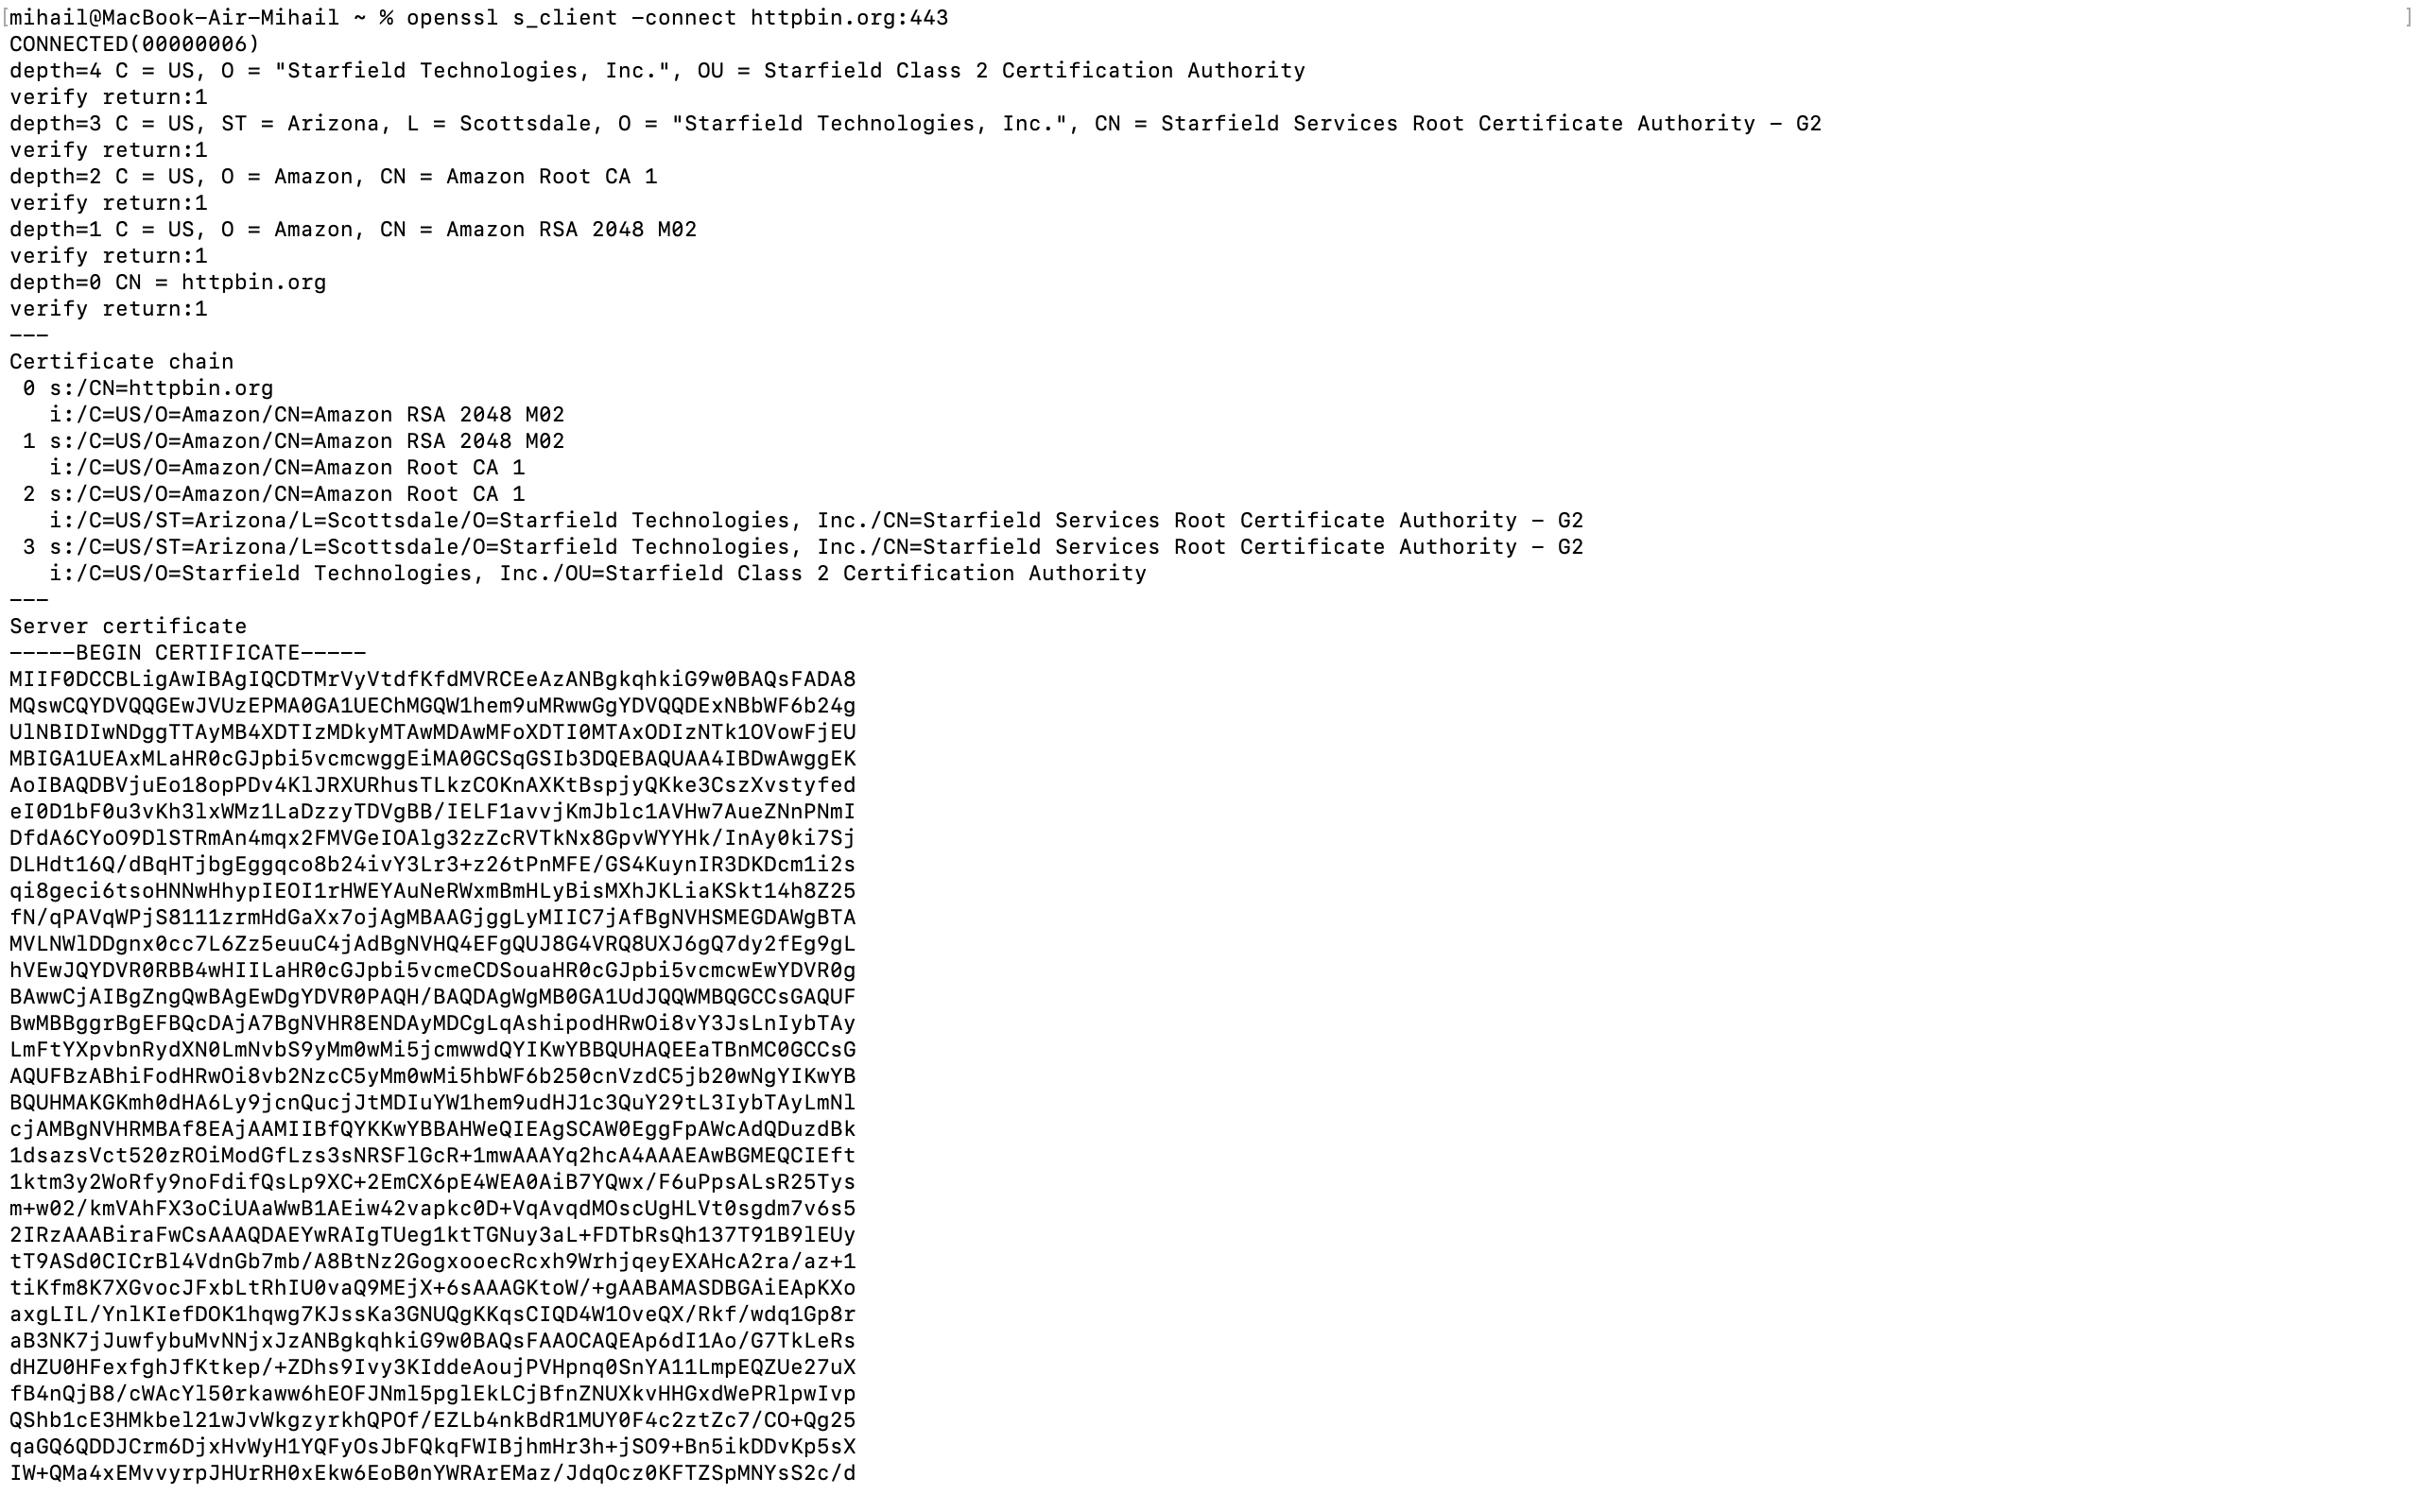 mihail@MacBook-Air-Mihail ~ % openssl s_client -connect httpbin.org:443
CONNECTED(00000006)
depth=4 C = US, O = "Starfield Technologies, Inc.", OU = Starfield Class 2 Certification Authority
verify return:1
depth=3 C = US, ST = Arizona, L = Scottsdale, O = "Starfield Technologies, Inc.", CN = Starfield Services Root Certificate Authority - G2
verify return:1
depth=2 C = US, O = Amazon, CN = Amazon Root CA 1
verify return:1
depth=1 C = US, O = Amazon, CN = Amazon RSA 2048 M02
verify return:1
depth=0 CN = httpbin.org
verify return:1
---
Certificate chain
 0 s:/CN=httpbin.org
   i:/C=US/O=Amazon/CN=Amazon RSA 2048 M02
 1 s:/C=US/O=Amazon/CN=Amazon RSA 2048 M02
   i:/C=US/O=Amazon/CN=Amazon Root CA 1
 2 s:/C=US/O=Amazon/CN=Amazon Root CA 1
   i:/C=US/ST=Arizona/L=Scottsdale/O=Starfield Technologies, Inc./CN=Starfield Services Root Certificate Authority - G2
 3 s:/C=US/ST=Arizona/L=Scottsdale/O=Starfield Technologies, Inc./CN=Starfield Services Root Certificate Authority - G2
   i:/C=US/O=Starfield Technologies, Inc./OU=Starfield Class 2 Certification Authority
---
Server certificate
-----BEGIN CERTIFICATE-----
MIIF0DCCBLigAwIBAgIQCDTMrVyVtdfKfdMVRCEeAzANBgkqhkiG9w0BAQsFADA8
MQswCQYDVQQGEwJVUzEPMA0GA1UEChMGQW1hem9uMRwwGgYDVQQDExNBbWF6b24g
UlNBIDIwNDggTTAyMB4XDTIzMDkyMTAwMDAwMFoXDTI0MTAxODIzNTk1OVowFjEU
MBIGA1UEAxMLaHR0cGJpbi5vcmcwggEiMA0GCSqGSIb3DQEBAQUAA4IBDwAwggEK
AoIBAQDBVjuEo18opPDv4KlJRXURhusTLkzCOKnAXKtBspjyQKke3CszXvstyfed
eI0D1bF0u3vKh3lxWMz1LaDzzyTDVgBB/IELF1avvjKmJblc1AVHw7AueZNnPNmI
DfdA6CYoO9DlSTRmAn4mqx2FMVGeIOAlg32zZcRVTkNx8GpvWYYHk/InAy0ki7Sj
DLHdt16Q/dBqHTjbgEggqco8b24ivY3Lr3+z26tPnMFE/GS4KuynIR3DKDcm1i2s
qi8geci6tsoHNNwHhypIEOI1rHWEYAuNeRWxmBmHLyBisMXhJKLiaKSkt14h8Z25
fN/qPAVqWPjS8111zrmHdGaXx7ojAgMBAAGjggLyMIIC7jAfBgNVHSMEGDAWgBTA
MVLNWlDDgnx0cc7L6Zz5euuC4jAdBgNVHQ4EFgQUJ8G4VRQ8UXJ6gQ7dy2fEg9gL
hVEwJQYDVR0RBB4wHIILaHR0cGJpbi5vcmeCDSouaHR0cGJpbi5vcmcwEwYDVR0g
BAwwCjAIBgZngQwBAgEwDgYDVR0PAQH/BAQDAgWgMB0GA1UdJQQWMBQGCCsGAQUF
BwMBBggrBgEFBQcDAjA7BgNVHR8ENDAyMDCgLqAshipodHRwOi8vY3JsLnIybTAy
LmFtYXpvbnRydXN0LmNvbS9yMm0wMi5jcmwwdQYIKwYBBQUHAQEEaTBnMC0GCCsG
AQUFBzABhiFodHRwOi8vb2NzcC5yMm0wMi5hbWF6b250cnVzdC5jb20wNgYIKwYB
BQUHMAKGKmh0dHA6Ly9jcnQucjJtMDIuYW1hem9udHJ1c3QuY29tL3IybTAyLmNl
cjAMBgNVHRMBAf8EAjAAMIIBfQYKKwYBBAHWeQIEAgSCAW0EggFpAWcAdQDuzdBk
1dsazsVct520zROiModGfLzs3sNRSFlGcR+1mwAAAYq2hcA4AAAEAwBGMEQCIEft
1ktm3y2WoRfy9noFdifQsLp9XC+2EmCX6pE4WEA0AiB7YQwx/F6uPpsALsR25Tys
m+w02/kmVAhFX3oCiUAaWwB1AEiw42vapkc0D+VqAvqdMOscUgHLVt0sgdm7v6s5
2IRzAAABiraFwCsAAAQDAEYwRAIgTUeg1ktTGNuy3aL+FDTbRsQh137T91B9lEUy
tT9ASd0CICrBl4VdnGb7mb/A8BtNz2GogxooecRcxh9WrhjqeyEXAHcA2ra/az+1
tiKfm8K7XGvocJFxbLtRhIU0vaQ9MEjX+6sAAAGKtoW/+gAABAMASDBGAiEApKXo
axgLIL/YnlKIefDOK1hqwg7KJssKa3GNUQgKKqsCIQD4W1OveQX/Rkf/wdq1Gp8r
aB3NK7jJuwfybuMvNNjxJzANBgkqhkiG9w0BAQsFAAOCAQEAp6dI1Ao/G7TkLeRs
dHZU0HFexfghJfKtkep/+ZDhs9Ivy3KIddeAoujPVHpnq0SnYA11LmpEQZUe27uX
fB4nQjB8/cWAcYl50rkaww6hEOFJNml5pglEkLCjBfnZNUXkvHHGxdWePRlpwIvp
QShb1cE3HMkbel21wJvWkgzyrkhQPOf/EZLb4nkBdR1MUY0F4c2ztZc7/CO+Qg25
qaGQ6QDDJCrm6DjxHvWyH1YQFyOsJbFQkqFWIBjhmHr3h+jSO9+Bn5ikDDvKp5sX
IW+QMa4xEMvvyrpJHUrRH0xEkw6EoB0nYWRArEMaz/JdqOcz0KFTZSpMNYsS2c/d